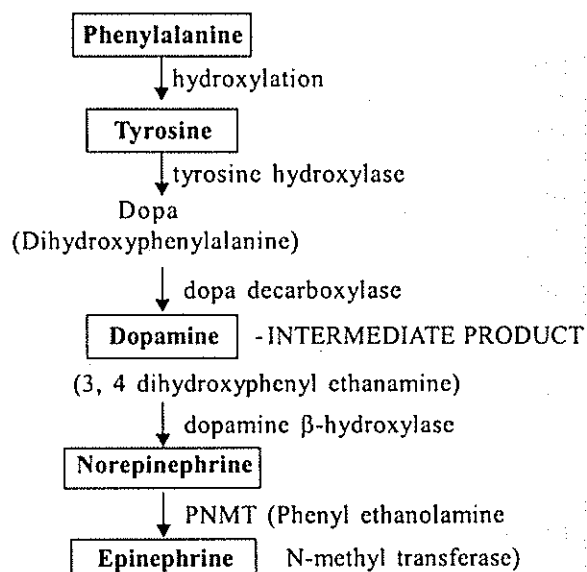 Phenylalanine
hydroxylation
Tyrosine
tyrosine hydroxylase
Dopa
(Dihydroxyphenylalanine)
dopa decarboxylase
Dopamine - INTERMEDIATE PRODUCT
(3, 4 dihydroxyphenyl ethanamine)
dopamine β-hydroxylase
Norepinephrine
PNMT (Phenyl ethanolamine
Epinephrine N-methyl transferase)